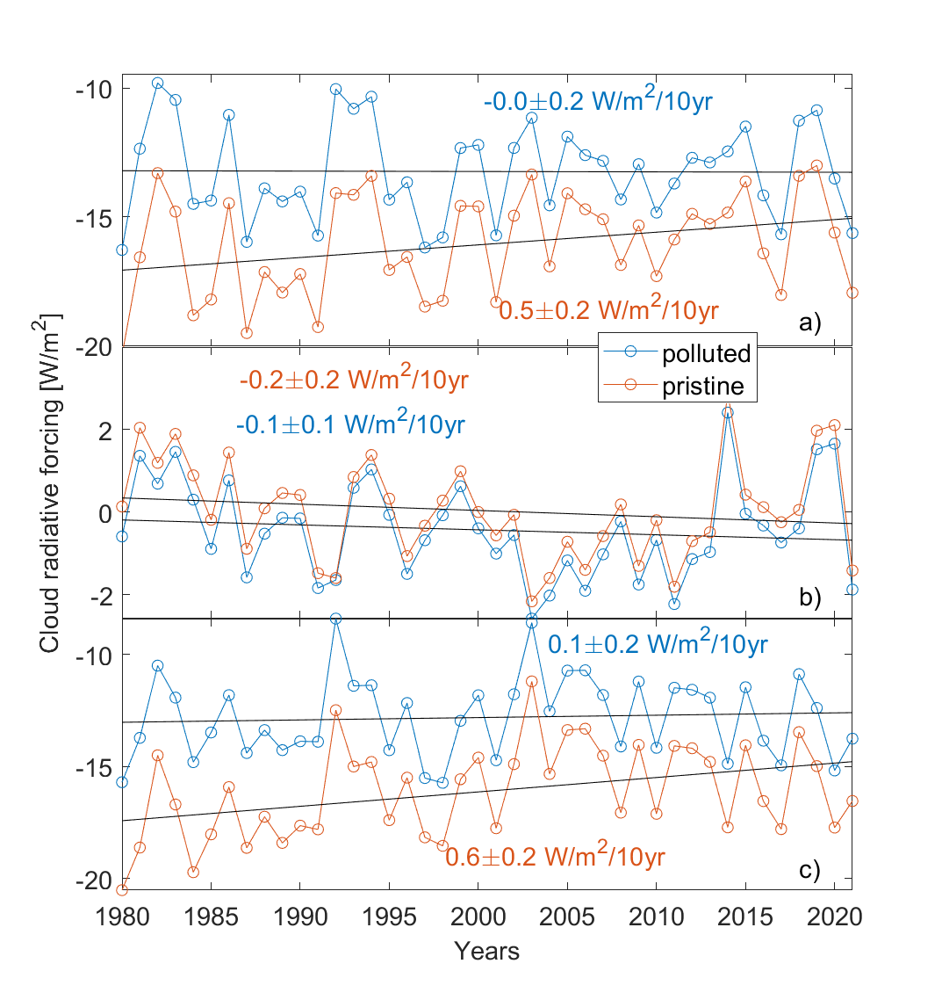 -10
-0.0±0.2 W/m²/10yr
-15
0.5±0.2 W/m²/10yr
a)
-20
polluted
pristine
-0.2±0.2 W/m²/10yr
-0.1±0.1 W/m²/10yr
2
0
-2
b)
Cloud radiative forcing [W/m²]
0.1±0.2 W/m²/10yr
-10
-15
0.6±0.2 W/m²/10yr
c)
-20
1980 1985 1990 1995 2000 2005 2010 2015 2020
Years